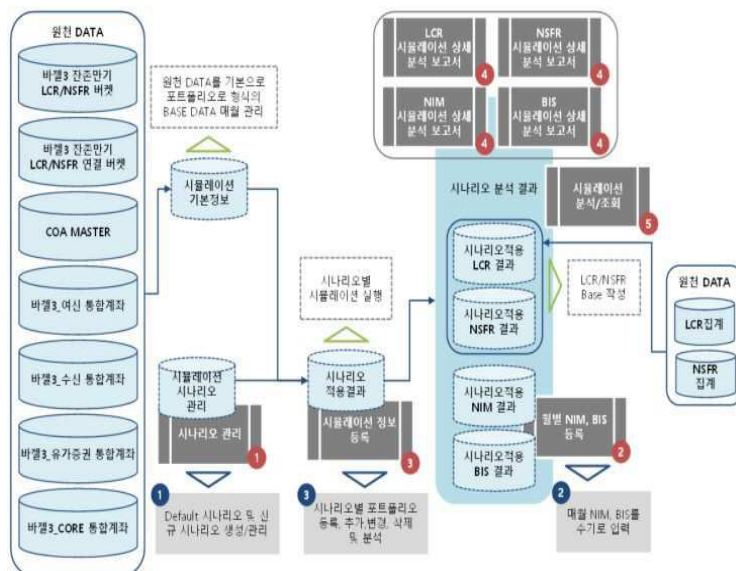 원천 DATA
바젤3 잔존만기
LCR/NSFR 버켓
바젤3 잔존만기
LCR/NSFR 연결 버켓
COA MASTER
바젤3_여신 통합계좌
바젤3_수신 통합계좌
바젤3_유가증권 통합계좌
바젤3_CORE 통합계좌
원천 DATA를 기본으로
포트폴리오로 형식의
BASE DATA 매월 관리
시뮬레이션
기본정보
시뮬레이션
시나리오
관리
시나리오 관리
1
1
Default 시나리오 및 신
규 시나리오 생성/관리
시나리오별
시뮬레이션 실행
시나리오
적용결과
시뮬레이션 정보
등록
3
3
시나리오별 포트폴리오
등록, 추가,변경, 삭제
및 분석
LCR
시뮬레이션 상세
분석 보고서
4
NSFR
시뮬레이션 상세
분석 보고서
4
NIM
시뮬레이션 상세
분석 보고서
4
BIS
시뮬레이션 상세
분석 보고서
4
시나리오 분석 결과
시뮬레이션
분석/조회
5
시나리오적용
LCR 결과
시나리오적용
NSFR 결과
LCR/NSFR
Base 작성
시나리오적용
NIM 결과
시나리오적용
BIS 결과
월별 NIM, BIS
등록
2
2
매월 NIM, BIS를
수기로 입력
원천 DATA
LCR집계
NSFR
집계